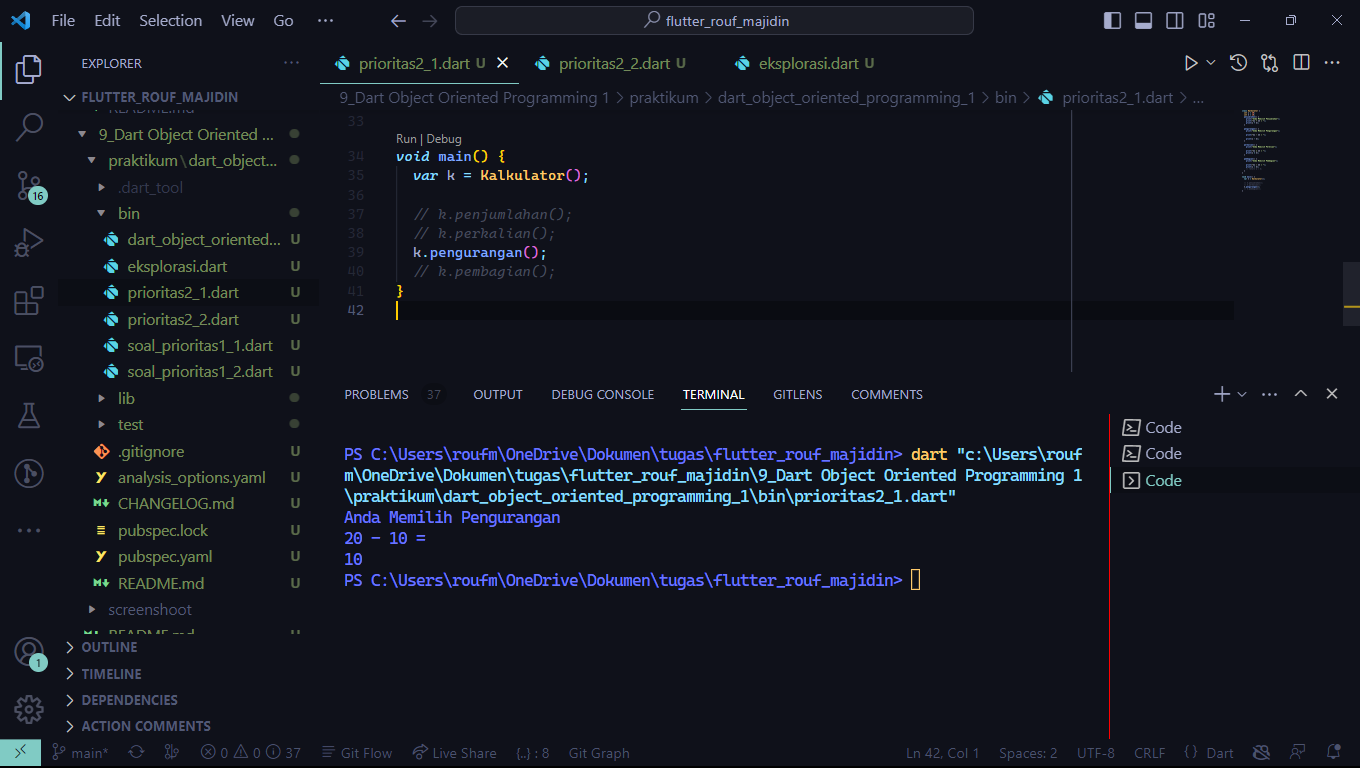 File Edit Selection View Go ··· flutter_rouf_majidin
EXPLORER ···
FLUTTER_ROUF_MAJIDIN
README.md
9_Dart Object Oriented ...
praktikum \ dart_object...
.dart_tool
bin
dart_object_oriented... U
eksplorasi.dart U
prioritas2_1.dart U
prioritas2_2.dart U
soal_prioritas1_1.dart U
soal_prioritas1_2.dart U
lib
test
.gitignore U
analysis_options.yaml U
CHANGELOG.md U
pubspec.lock U
pubspec.yaml U
README.md U
screenshoot
README.md U
OUTLINE
TIMELINE
DEPENDENCIES
ACTION COMMENTS
16
1
prioritas2_1.dart U prioritas2_2.dart U eksplorasi.dart U
9_Dart Object Oriented Programming 1 > praktikum > dart_object_oriented_programming_1 > bin > prioritas2_1.dart > ...
33
Run | Debug
34 void main() {
35 var k = Kalkulator();
36
37 // k.penjumlahan();
38 // k.perkalian();
39 k.pengurangan();
40 // k.pembagian();
41 }
42
PROBLEMS 37 OUTPUT DEBUG CONSOLE TERMINAL GITLENS COMMENTS
PS C:\Users\roufm\OneDrive\Dokumen\tugas\flutter_rouf_majidin> dart "c:\Users\rouf
m\OneDrive\Dokumen\tugas\flutter_rouf_majidin\9_Dart Object Oriented Programming 1
\praktikum\dart_object_oriented_programming_1\bin\prioritas2_1.dart"
Anda Memilih Pengurangan
20 - 10 =
10
PS C:\Users\roufm\OneDrive\Dokumen\tugas\flutter_rouf_majidin>
Code
Code
Code
main* 0 0 37 Git Flow Live Share {..} : 8 Git Graph Ln 42, Col 1 Spaces: 2 UTF-8 CRLF {} Dart